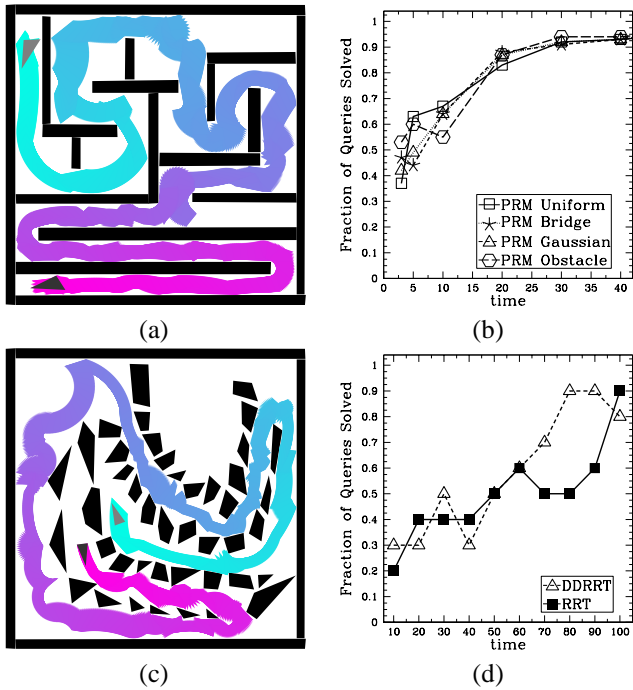 1
0.9
0.8
0.7
0.6
0.5
0.4
0.3
0.2
0.1
0
Fraction of Queries Solved
PRM Uniform
PRM Bridge
PRM Gaussian
PRM Obstacle
0 5 10 15 20 25 30 35 40
time
(a) (b)
1
0.9
0.8
0.7
0.6
0.5
0.4
0.3
0.2
0.1
0
Fraction of Queries Solved
DDRRT
RRT
10 20 30 40 50 60 70 80 90 100
time
(c) (d)